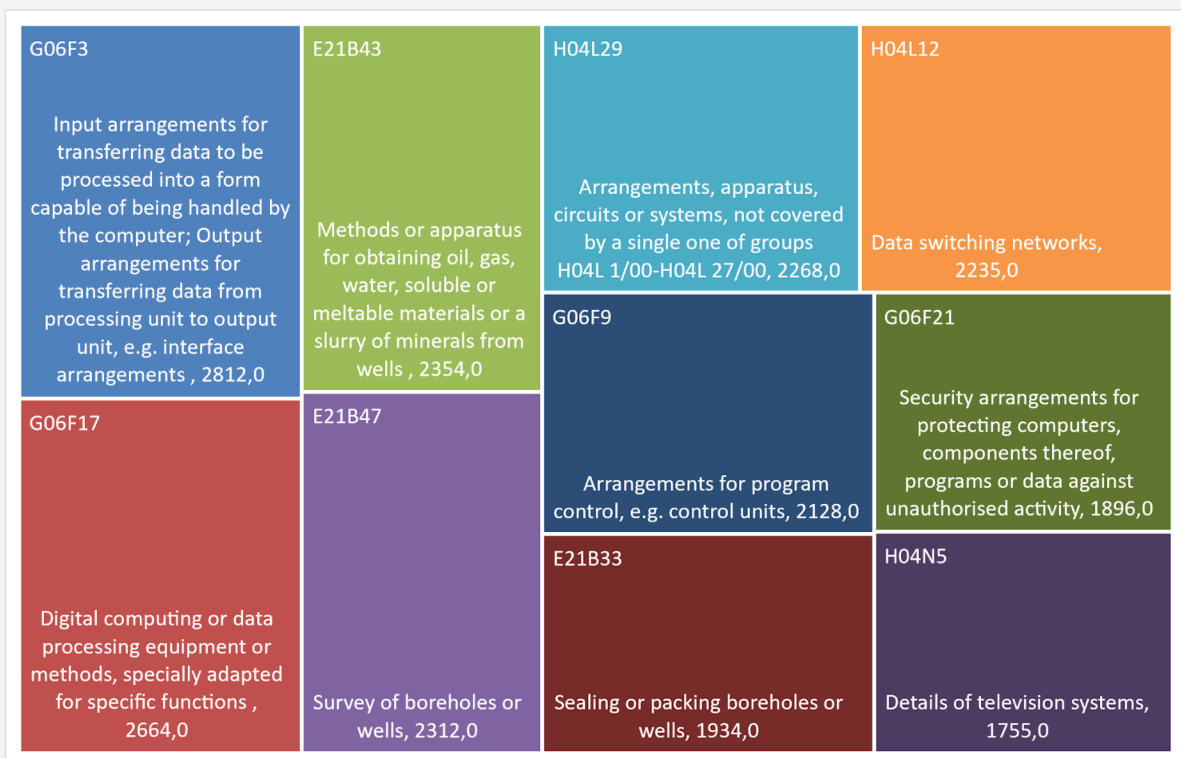 G06F3
Input arrangements for
transferring data to be
processed into a form
capable of being handled by
the computer; Output
arrangements for
transferring data from
processing unit to output
unit, e.g. interface
arrangements , 2812,0
G06F17
Digital computing or data
processing equipment or
methods, specially adapted
for specific functions ,
2664,0
E21B43
Methods or apparatus
for obtaining oil, gas,
water, soluble or
meltable materials or a
slurry of minerals from
wells , 2354,0
E21B47
Survey of boreholes or
wells, 2312,0
H04L29
Arrangements, apparatus,
circuits or systems, not covered
by a single one of groups
H04L 1/00-H04L 27/00, 2268,0
H04L12
Data switching networks,
2235,0
G06F9
Arrangements for program
control, e.g. control units, 2128,0
G06F21
Security arrangements for
protecting computers,
components thereof,
programs or data against
unauthorised activity, 1896,0
E21B33
Sealing or packing boreholes or
wells, 1934,0
H04N5
Details of television systems,
1755,0